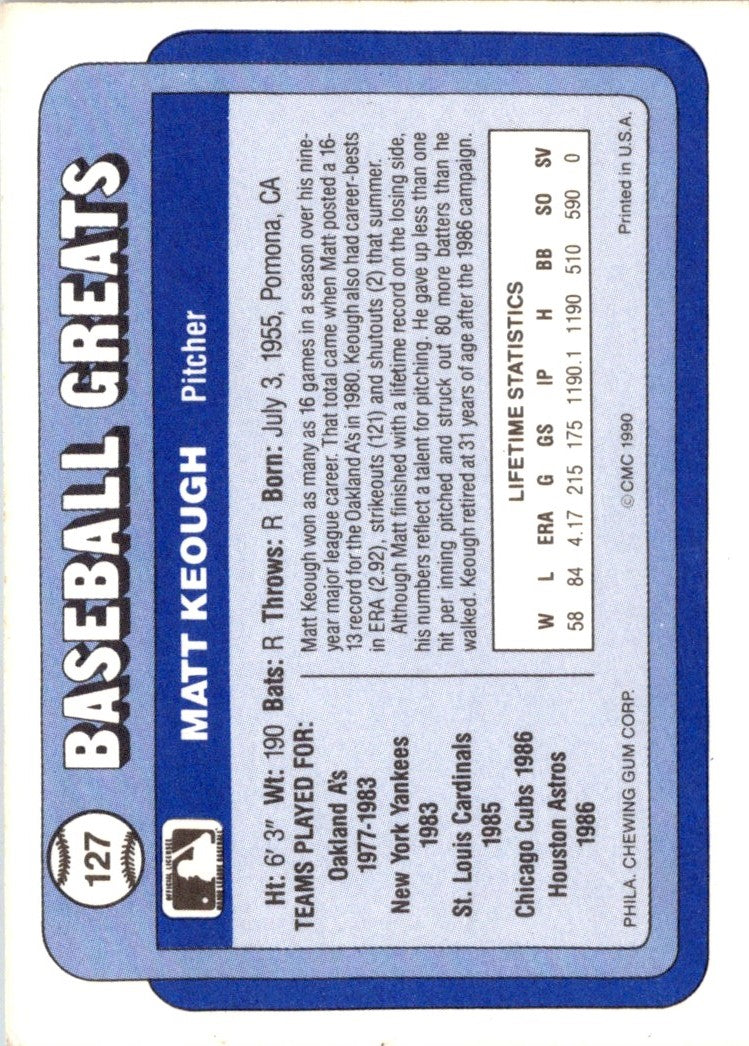 127
BASEBALL GREATS
MATT KEOUGH Pitcher
Ht: 6' 3" Wt: 190 Bats: R Throws: R Born: July 3, 1955, Pomona, CA
TEAMS PLAYED FOR:
Oakland A's
1977-1983
New York Yankees
1983
St. Louis Cardinals
1985
Chicago Cubs 1986
Houston Astros
1986
Matt Keough won as many as 16 games in a season over his nine-
year major league career. That total came when Matt posted a 16-
13 record for the Oakland A's in 1980. Keough also had career-bests
in ERA (2.92), strikeouts (121) and shutouts (2) that summer.
Although Matt finished with a lifetime record on the losing side,
his numbers reflect a talent for pitching. He gave up less than one
hit per inning pitched and struck out 80 more batters than he
walked. Keough retired at 31 years of age after the 1986 campaign.
LIFETIME STATISTICS
W L ERA G GS IP H BB SO SV
58 84 4.17 215 175 1190.1 1190 510 590 0
PHILA. CHEWING GUM CORP. ©CMC 1990 Printed in U.S.A.